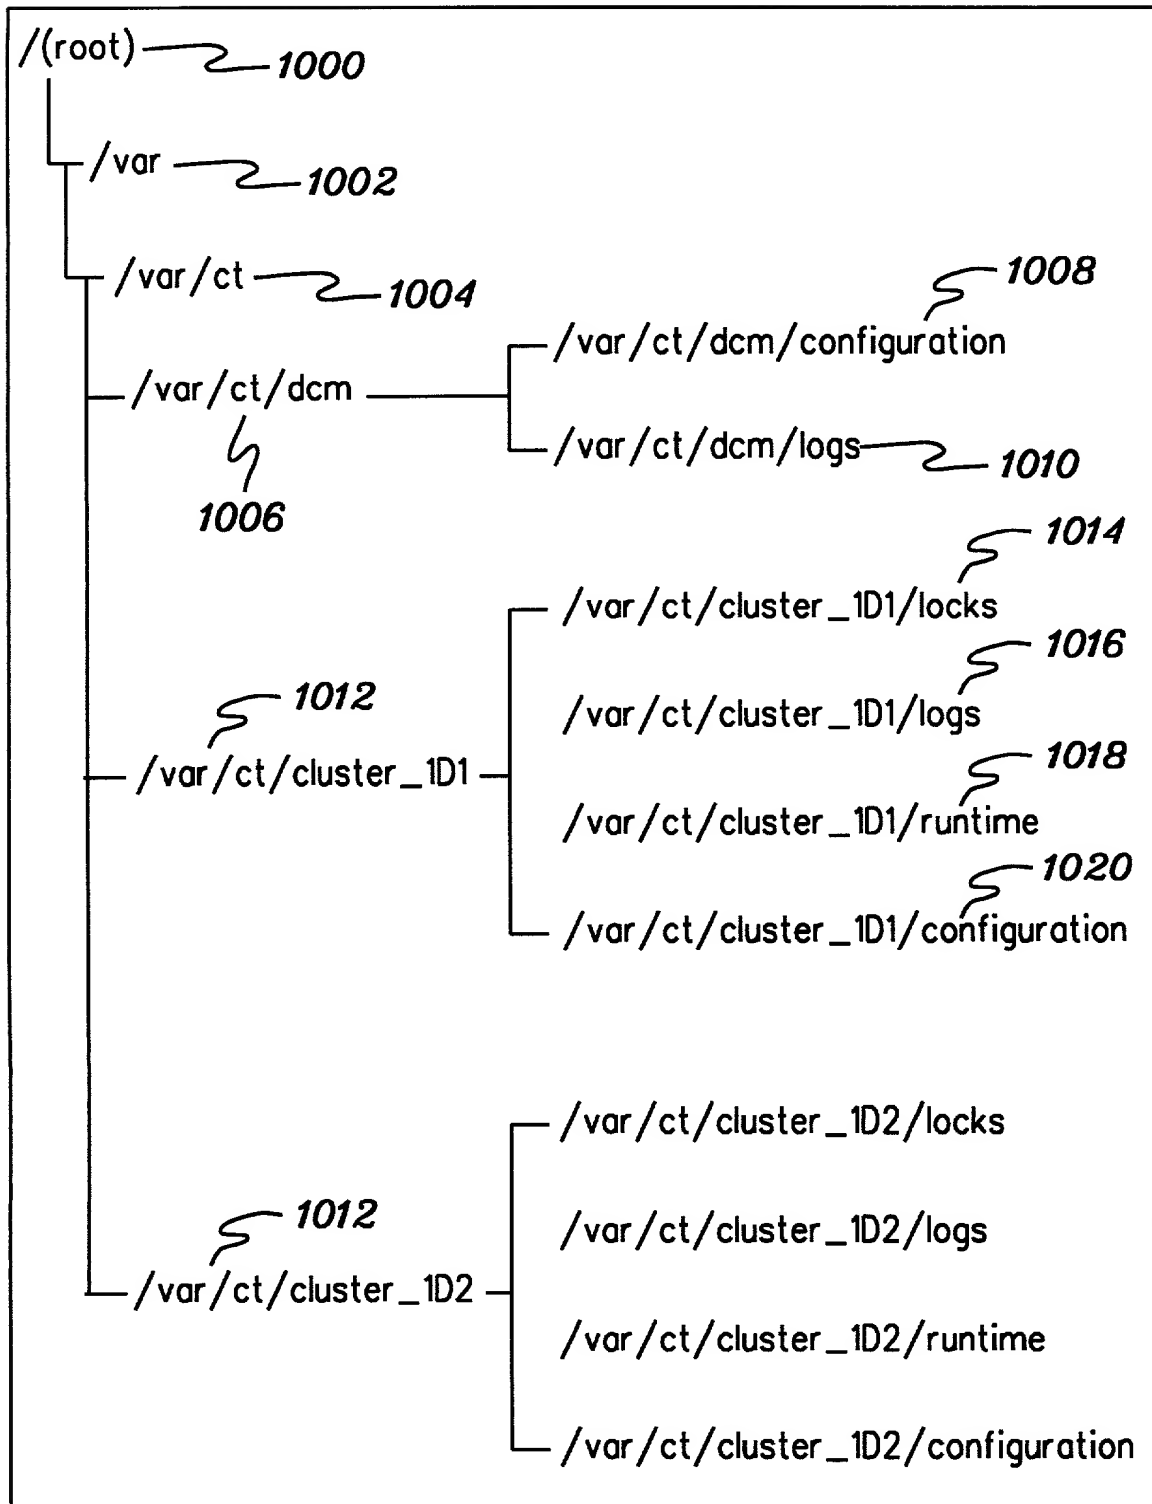 /(root) 1000
/var 1002
/var/ct 1004
1008
/var/ct/dcm/configuration
/var/ct/dcm
/var/ct/dcm/logs 1010
1006
1014
/var/ct/cluster_1D1/locks
1016
1012
/var/ct/cluster_1D1/logs
1018
/var/ct/cluster_1D1
/var/ct/cluster_1D1/runtime
1020
/var/ct/cluster_1D1/configuration
/var/ct/cluster_1D2/locks
1012
/var/ct/cluster_1D2/logs
/var/ct/cluster_1D2
/var/ct/cluster_1D2/runtime
/var/ct/cluster_1D2/configuration